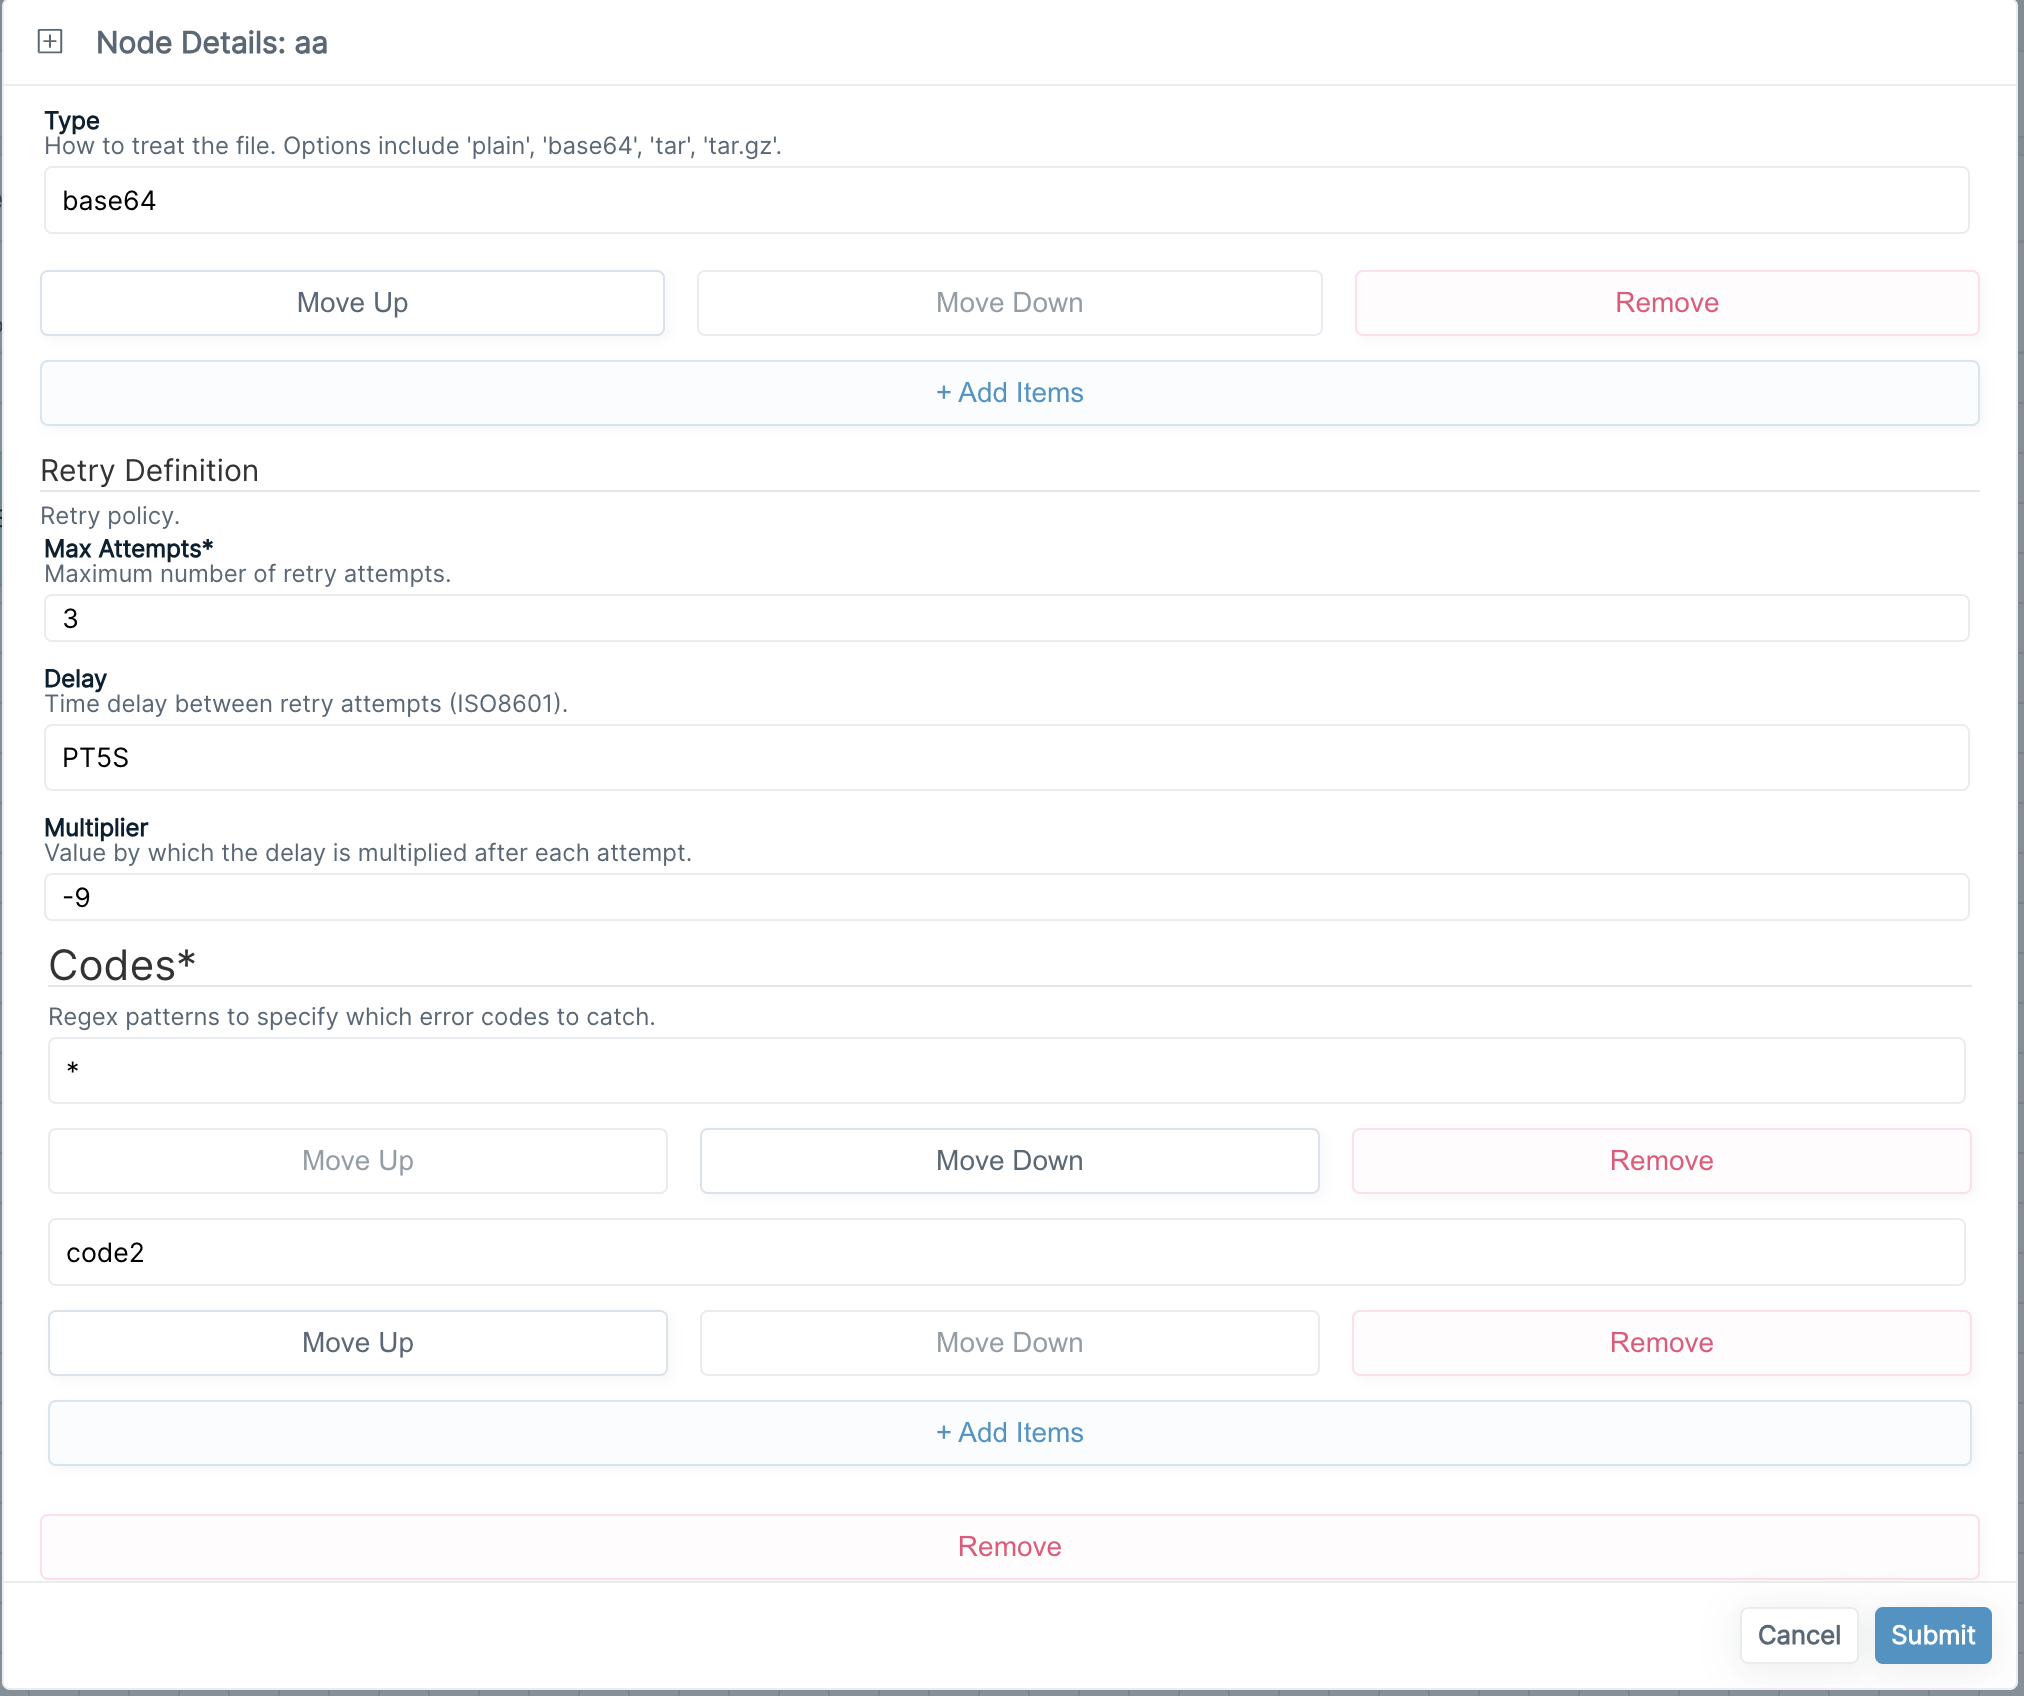 Node Details: aa
Type
How to treat the file. Options include 'plain', 'base64', 'tar', 'tar.gz'.
base64
Move Up
Move Down
Remove
+ Add Items
Retry Definition
Retry policy.
Max Attempts*
Maximum number of retry attempts.
3
Delay
Time delay between retry attempts (ISO8601).
PT5S
Multiplier
Value by which the delay is multiplied after each attempt.
-9
Codes*
Regex patterns to specify which error codes to catch.
*
Move Up
Move Down
Remove
code2
Move Up
Move Down
Remove
+ Add Items
Remove
Cancel
Submit